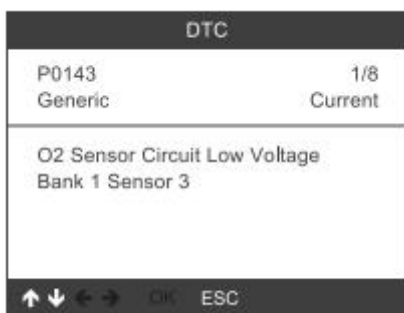 DTC
P0143 1/8
Generic Current
O2 Sensor Circuit Low Voltage
Bank 1 Sensor 3
OK ESC